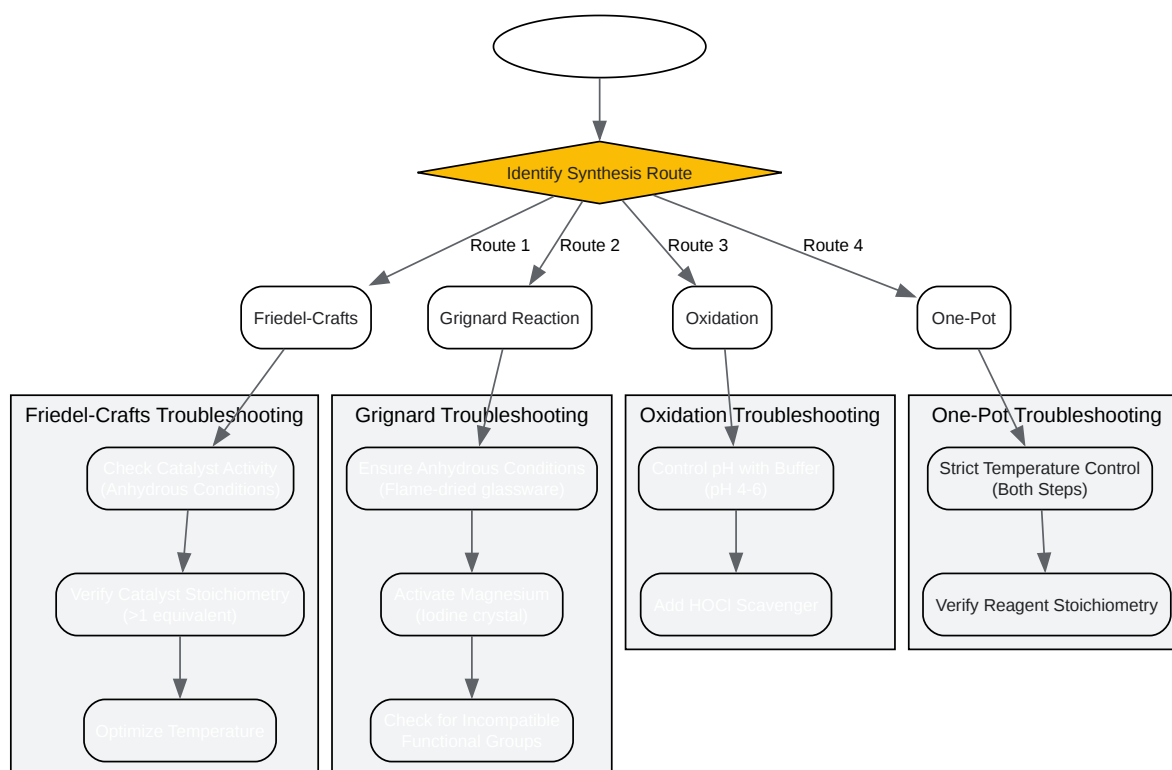 Identify Synthesis Route
Route 1
Route 2
Route 3
Route 4
Friedel-Crafts
Grignard Reaction
Oxidation
One-Pot
Friedel-Crafts Troubleshooting
Check Catalyst Activity
(Anhydrous Conditions)
Verify Catalyst Stoichiometry
(>1 equivalent)
Optimize Temperature
Grignard Troubleshooting
Ensure Anhydrous Conditions
(Flame-dried glassware)
Activate Magnesium
(Iodine crystal)
Check for Incompatible
Functional Groups
Oxidation Troubleshooting
Control pH with Buffer
(pH 4-6)
Add HOCl Scavenger
One-Pot Troubleshooting
Strict Temperature Control
(Both Steps)
Verify Reagent Stoichiometry